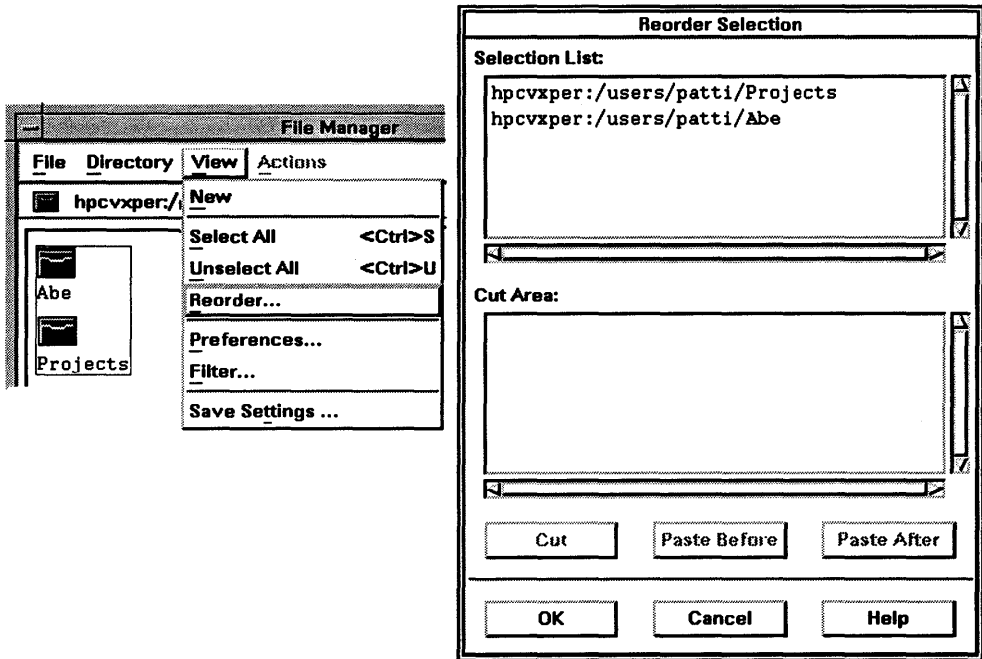 File Manager
File Directory View Actions
hpcvxper:/
New
Select All <Ctrl>S
Unselect All <Ctrl>U
Reorder...
Preferences...
Filter...
Save Settings ...
Abe
Projects
Reorder Selection
Selection List:
hpcvxper:/users/patti/Projects
hpcvxper:/users/patti/Abe
Cut Area:
Cut Paste Before Paste After
OK Cancel Help